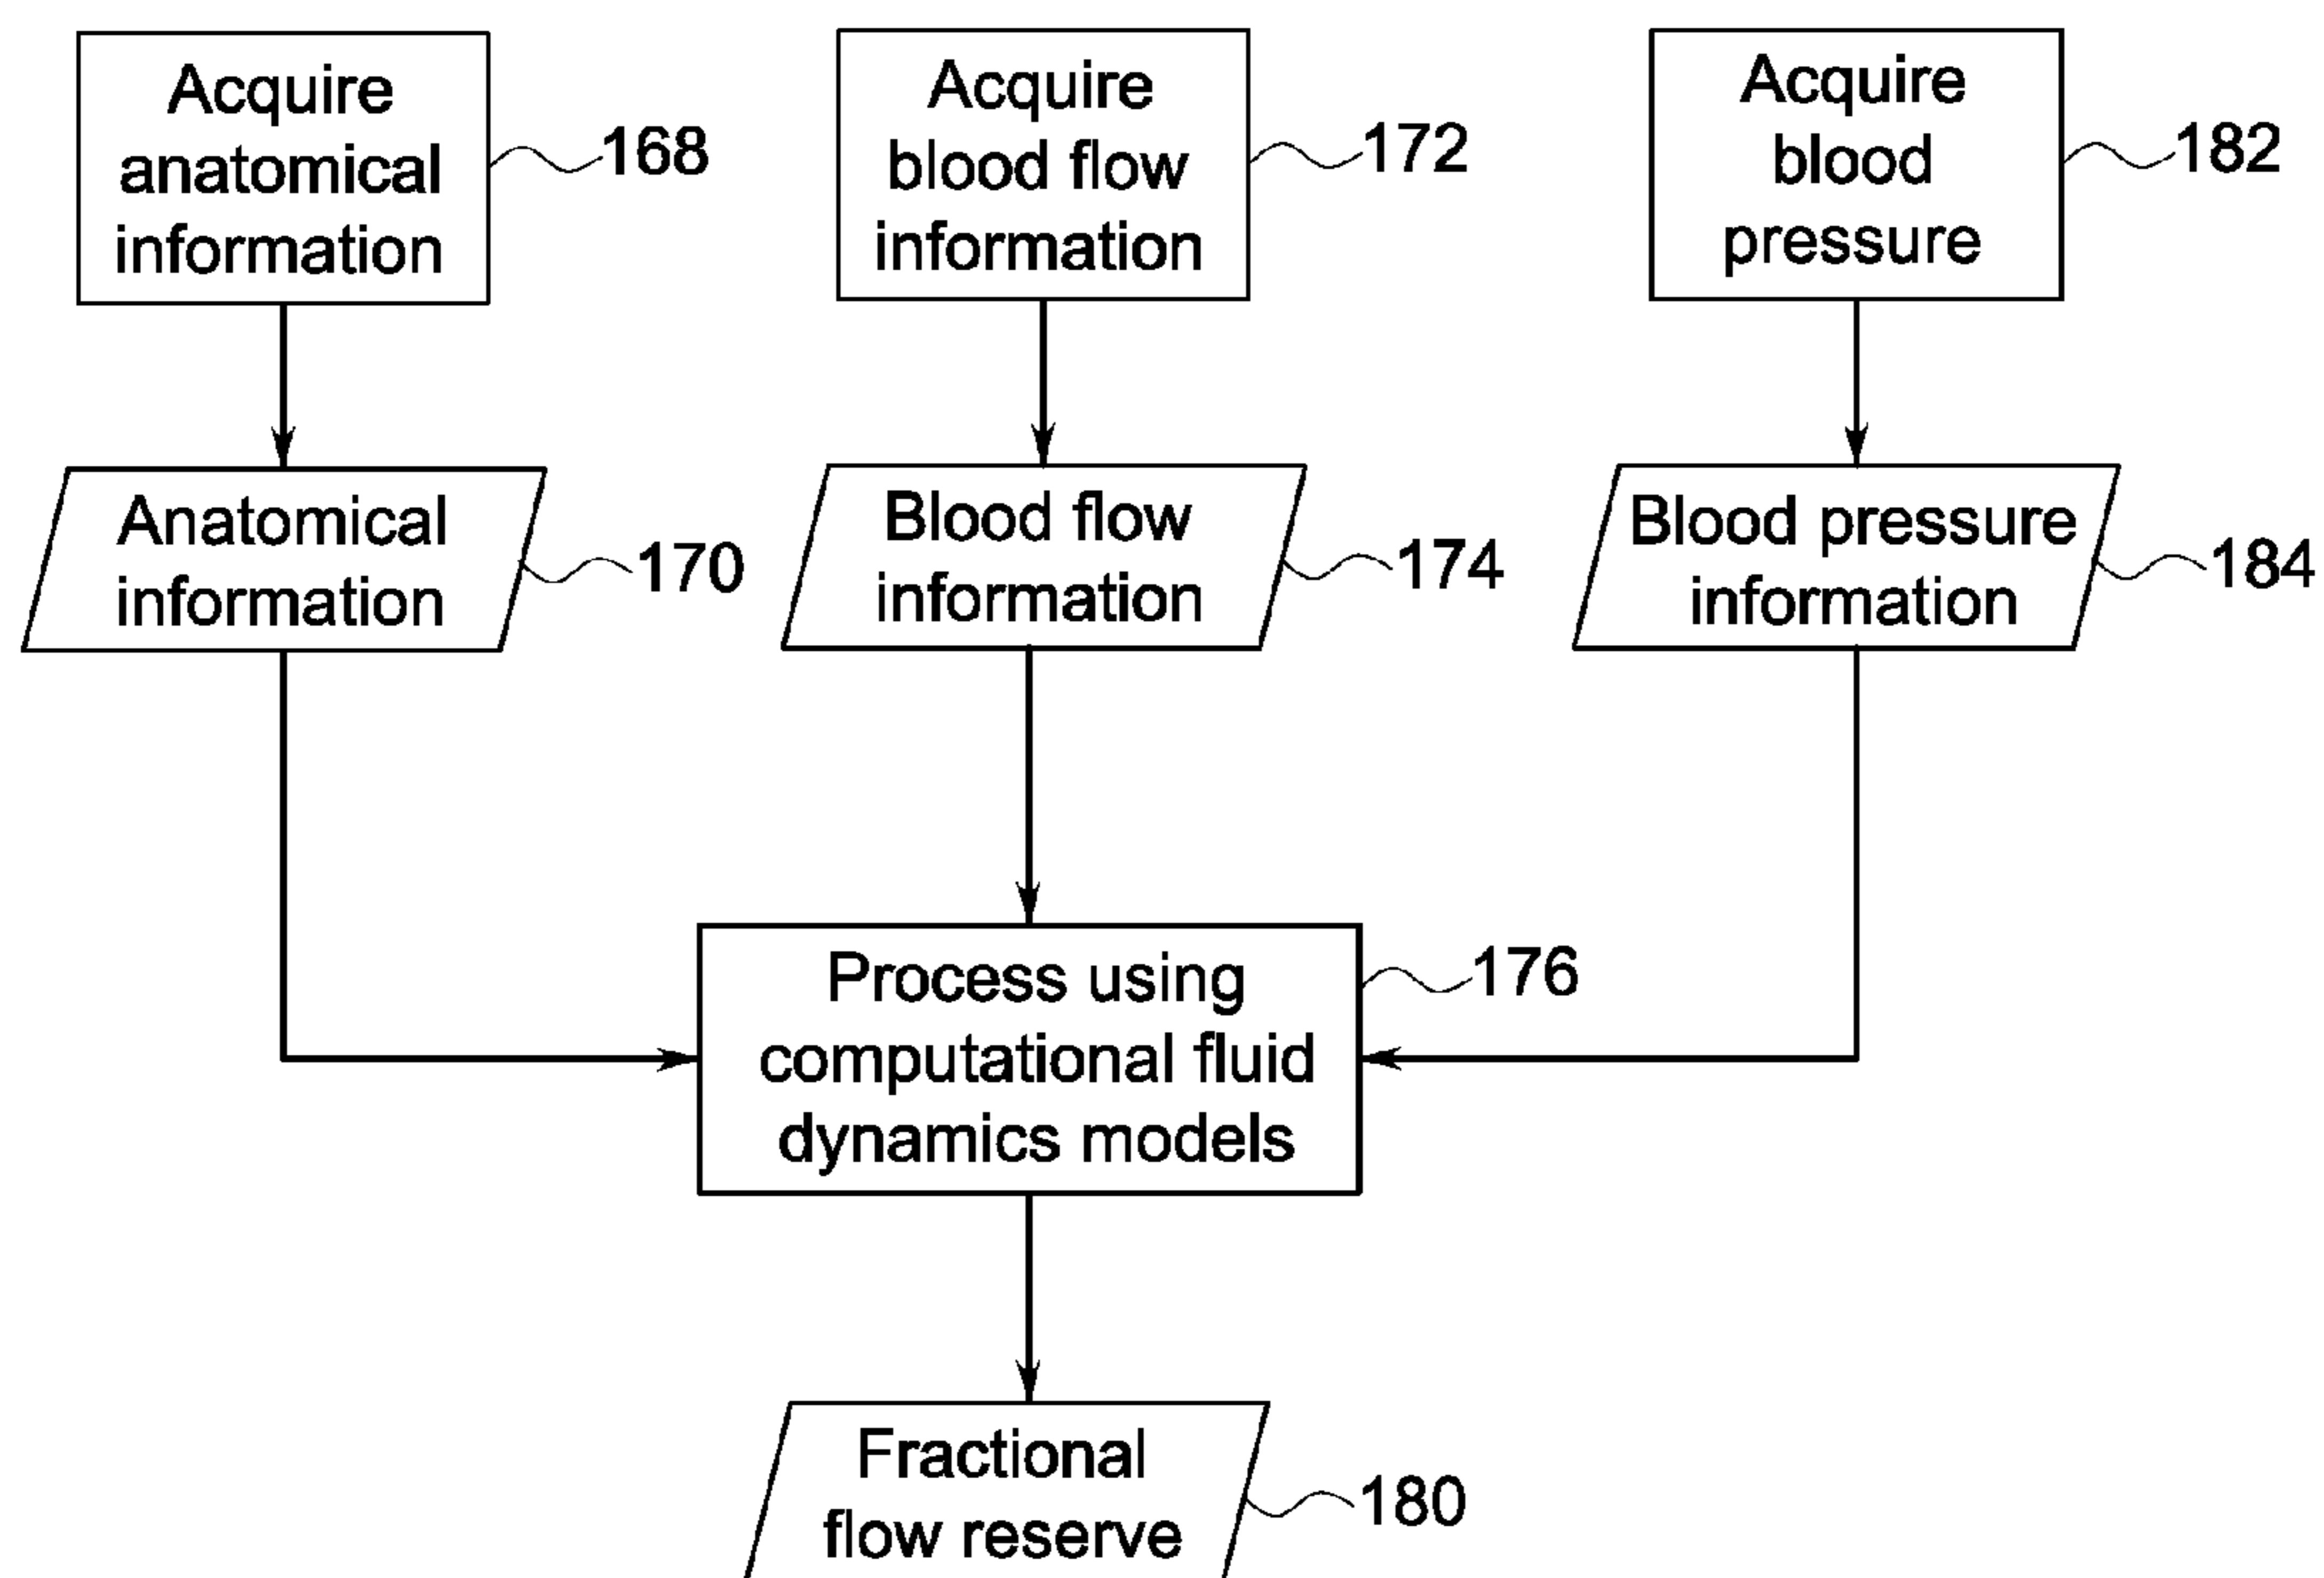 Acquire
anatomical
information
168
Acquire
blood flow
information
172
Acquire
blood
pressure
182
Anatomical
information
170
Blood flow
information
174
Blood pressure
information
184
Process using
computational fluid
dynamics models
176
Fractional
flow reserve
180